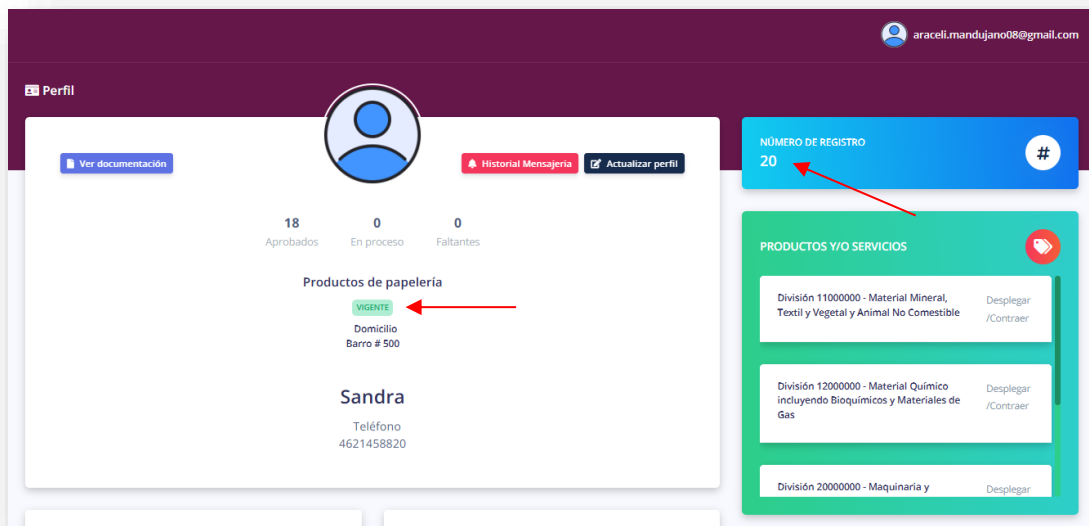 araceli.mandujano08@gmail.com
Perfil
Ver documentación
Historial Mensajeria
Actualizar perfil
18
0
0
Aprobados
En proceso
Faltantes
Productos de papelería
VIGENTE
Domicilio
Barro # 500
Sandra
Teléfono
4621458820
NÚMERO DE REGISTRO
20
#
PRODUCTOS Y/O SERVICIOS
División 11000000 - Material Mineral,
Textil y Vegetal y Animal No Comestible
Desplegar
/Contraer
División 12000000 - Material Químico
incluyendo Bioquímicos y Materiales de
Gas
Desplegar
/Contraer
División 20000000 - Maquinaria y
Desplegar